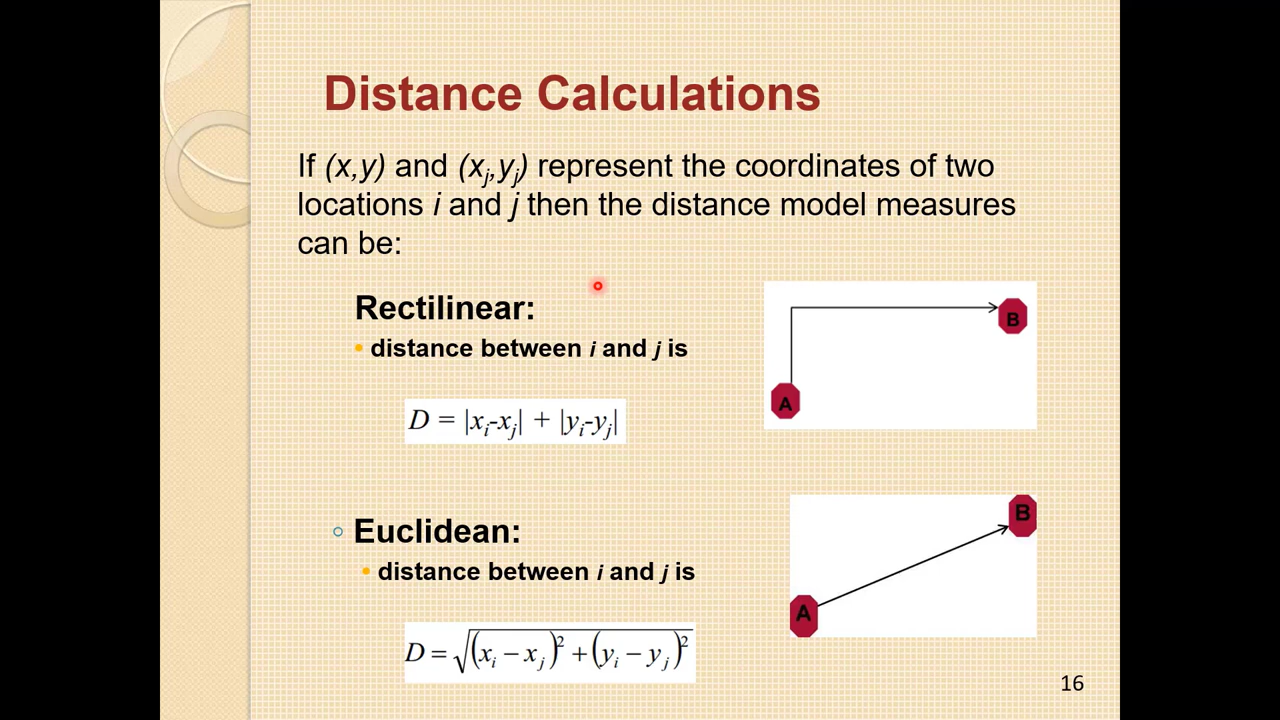 Distance Calculations
If (x,y) and (xj,yj) represent the coordinates of two
locations i and j then the distance model measures
can be:
Rectilinear:
• distance between i and j is
D = |xi-xj| + |yi-yj|
A
B
◦ Euclidean:
• distance between i and j is
D = √(xi − xj)² + (yi − yj)²
A
B
16